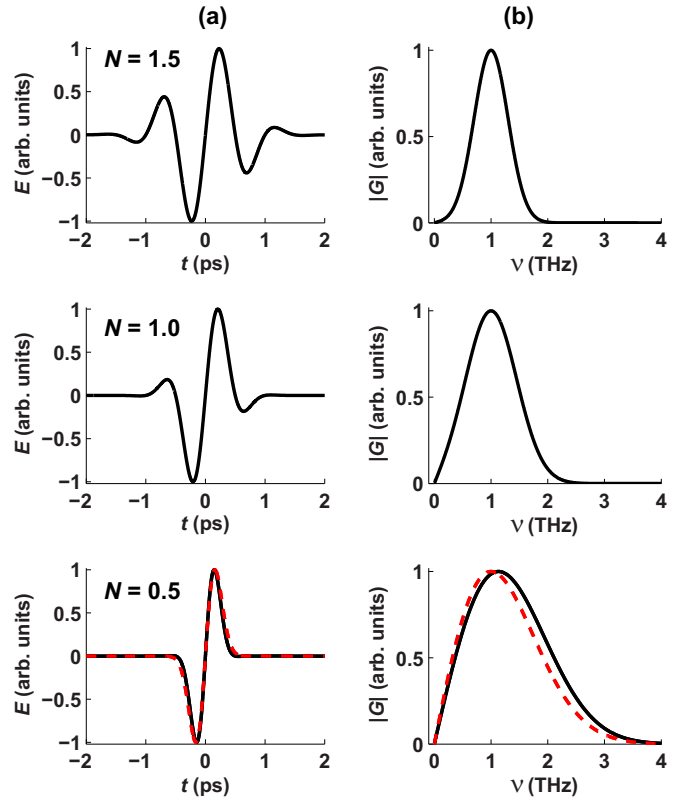 (a) (b)
N = 1.5
E (arb. units)
1
0.5
0
−0.5
−1
−2 −1 0 1 2
t (ps)
|G| (arb. units)
1
0.5
0
0 1 2 3 4
ν (THz)
N = 1.0
E (arb. units)
1
0.5
0
−0.5
−1
−2 −1 0 1 2
t (ps)
|G| (arb. units)
1
0.5
0
0 1 2 3 4
ν (THz)
N = 0.5
E (arb. units)
1
0.5
0
−0.5
−1
−2 −1 0 1 2
t (ps)
|G| (arb. units)
1
0.5
0
0 1 2 3 4
ν (THz)